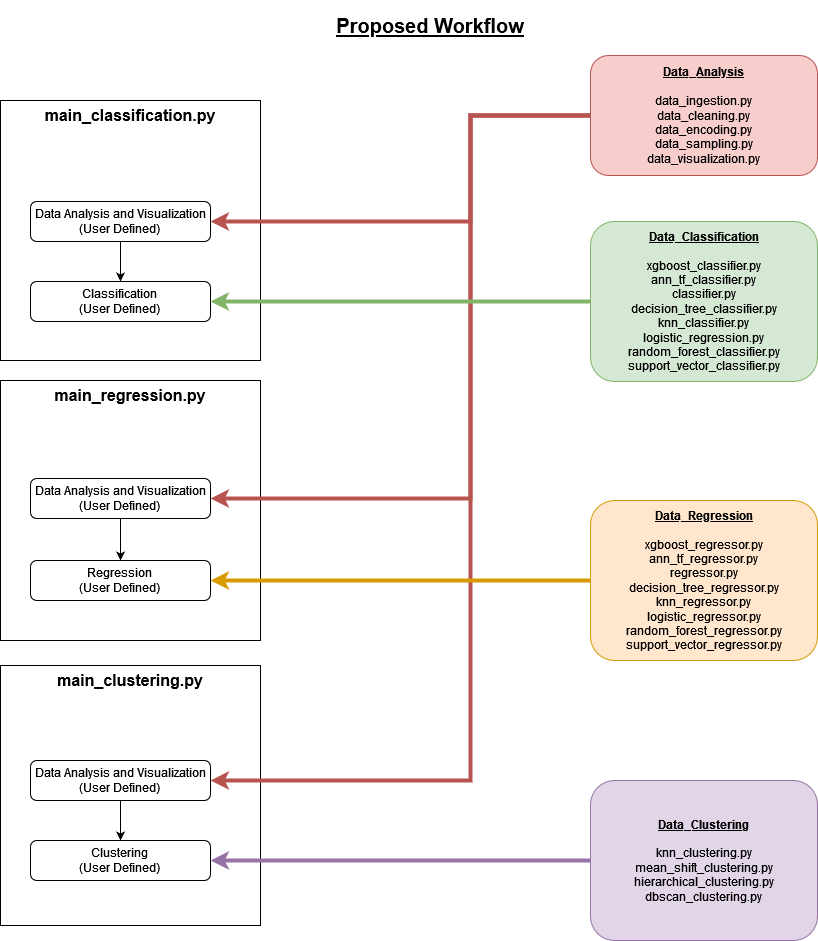 Proposed Workflow
main_classification.py
Data Analysis and Visualization
(User Defined)
Classification
(User Defined)
main_regression.py
Data Analysis and Visualization
(User Defined)
Regression
(User Defined)
main_clustering.py
Data Analysis and Visualization
(User Defined)
Clustering
(User Defined)
Data_Analysis
data_ingestion.py
data_cleaning.py
data_encoding.py
data_sampling.py
data_visualization.py
Data_Classification
xgboost_classifier.py
ann_tf_classifier.py
classifier.py
decision_tree_classifier.py
knn_classifier.py
logistic_regression.py
random_forest_classifier.py
support_vector_classifier.py
Data_Regression
xgboost_regressor.py
ann_tf_regressor.py
regressor.py
decision_tree_regressor.py
knn_regressor.py
logistic_regressor.py
random_forest_regressor.py
support_vector_regressor.py
Data_Clustering
knn_clustering.py
mean_shift_clustering.py
hierarchical_clustering.py
dbscan_clustering.py